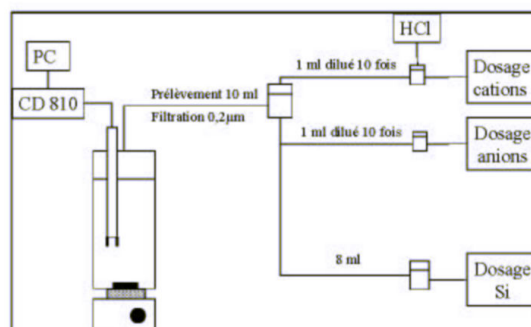 HCl
PC
1 ml dilué 10 fois
Dosage
cations
CD 810
Prélèvement 10 ml
Filtration 0,2µm
1 ml dilué 10 fois
Dosage
anions
8 ml
Dosage
Si